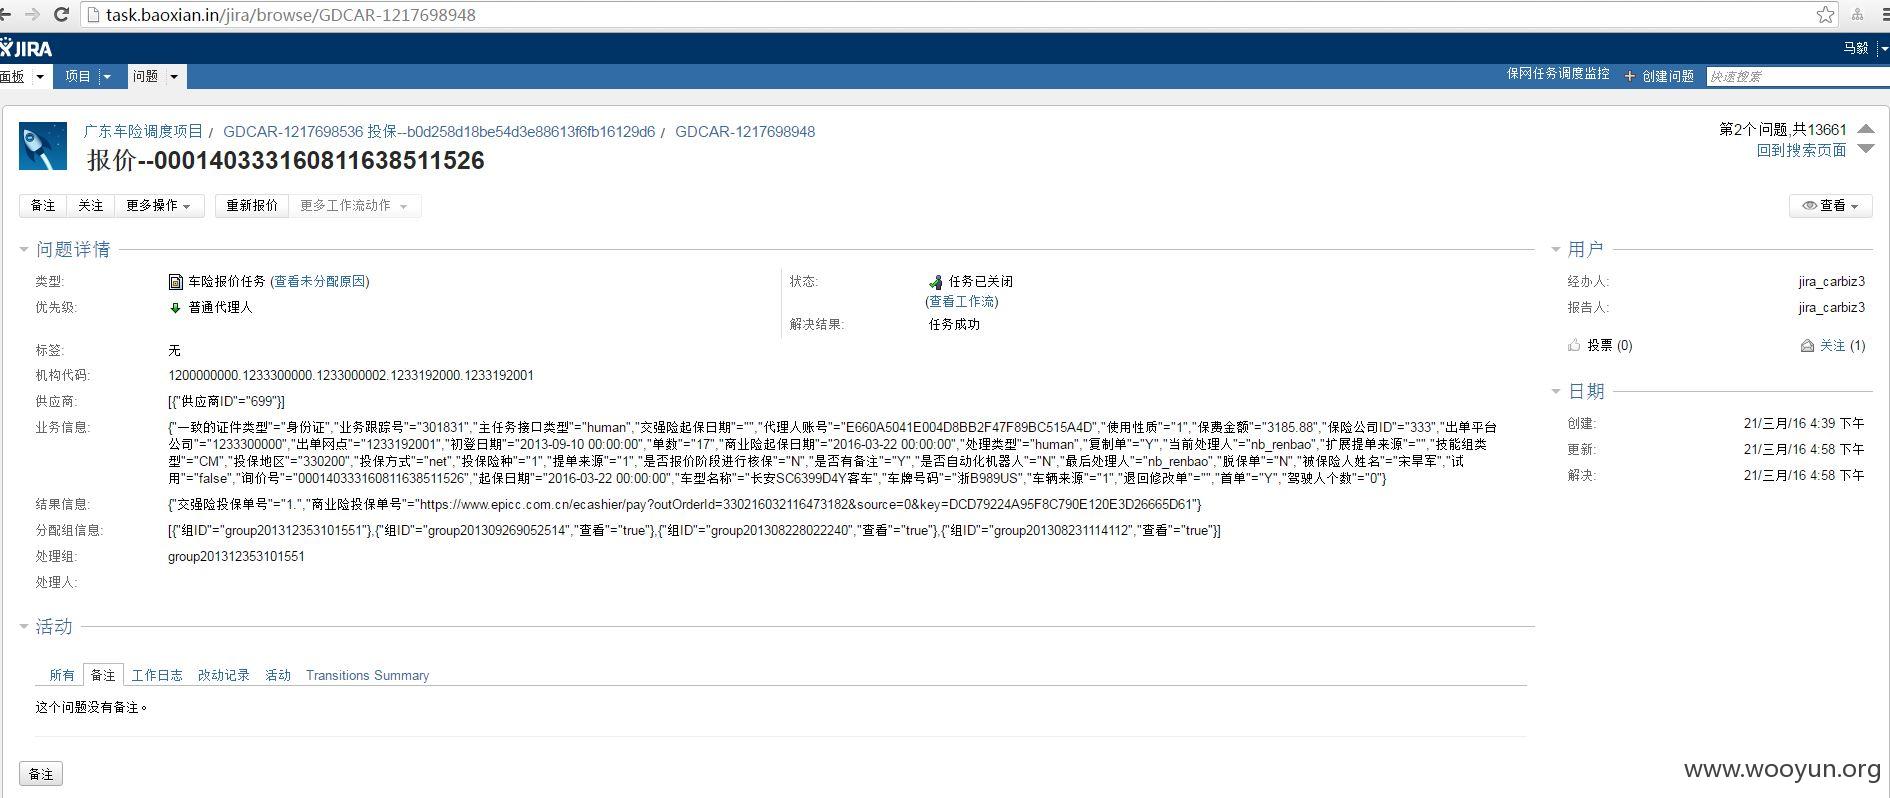 task.baoxian.in/jira/browse/GDCAR-1217698948
JIRA
马毅
面板 项目 问题
保网任务调度监控 + 创建问题 快速搜索
广东车险调度项目 / GDCAR-1217698536 投保--b0d258d18be54d3e88613f6fb16129d6 / GDCAR-1217698948
报价--000140333160811638511526
第2个问题,共13661
回到搜索页面
备注 关注 更多操作 重新报价 更多工作流动作
查看
问题详情
类型: 车险报价任务 (查看未分配原因)
优先级: 普通代理人
状态: 任务已关闭
(查看工作流)
解决结果: 任务成功
标签: 无
机构代码: 1200000000.1233300000.1233000002.1233192000.1233192001
供应商: [{"供应商ID"="699"}]
业务信息: {"一致的证件类型"="身份证","业务跟踪号"="301831","主任务接口类型"="human","交强险起保日期"="","代理人账号"="E660A5041E004D8BB2F47F89BC515A4D","使用性质"="1","保费金额"="3185.88","保险公司ID"="333","出单平台
公司"="1233300000","出单网点"="1233192001","初登日期"="2013-09-10 00:00:00","单数"="17","商业险起保日期"="2016-03-22 00:00:00","处理类型"="human","复制单"="Y","当前处理人"="nb_renbao","扩展提单来源"="","技能组类
型"="CM","投保地区"="330200","投保方式"="net","投保险种"="1","提单来源"="1","是否报价阶段进行核保"="N","是否有备注"="Y","是否自动化机器人"="N","最后处理人"="nb_renbao","脱保单"="N","被保险人姓名"="宋旱军","试
用"="false","询价号"="000140333160811638511526","起保日期"="2016-03-22 00:00:00","车型名称"="长安SC6399D4Y客车","车牌号码"="浙B989US","车辆来源"="1","退回修改单"="","首单"="Y","驾驶人个数"="0"}
结果信息: {"交强险投保单号"="1.","商业险投保单号"="https://www.epicc.com.cn/ecashier/pay?outOrderId=330216032116473182&source=0&key=DCD79224A95F8C790E120E3D26665D61"}
分配组信息: [{"组ID"="group201312353101551"},{"组ID"="group201309269052514","查看"="true"},{"组ID"="group201308228022240","查看"="true"},{"组ID"="group201308231114112","查看"="true"}]
处理组: group201312353101551
处理人:
用户
经办人: jira_carbiz3
报告人: jira_carbiz3
投票 (0) 关注 (1)
日期
创建: 21/三月/16 4:39 下午
更新: 21/三月/16 4:58 下午
解决: 21/三月/16 4:58 下午
活动
所有 备注 工作日志 改动记录 活动 Transitions Summary
这个问题没有备注。
备注
www.wooyun.org